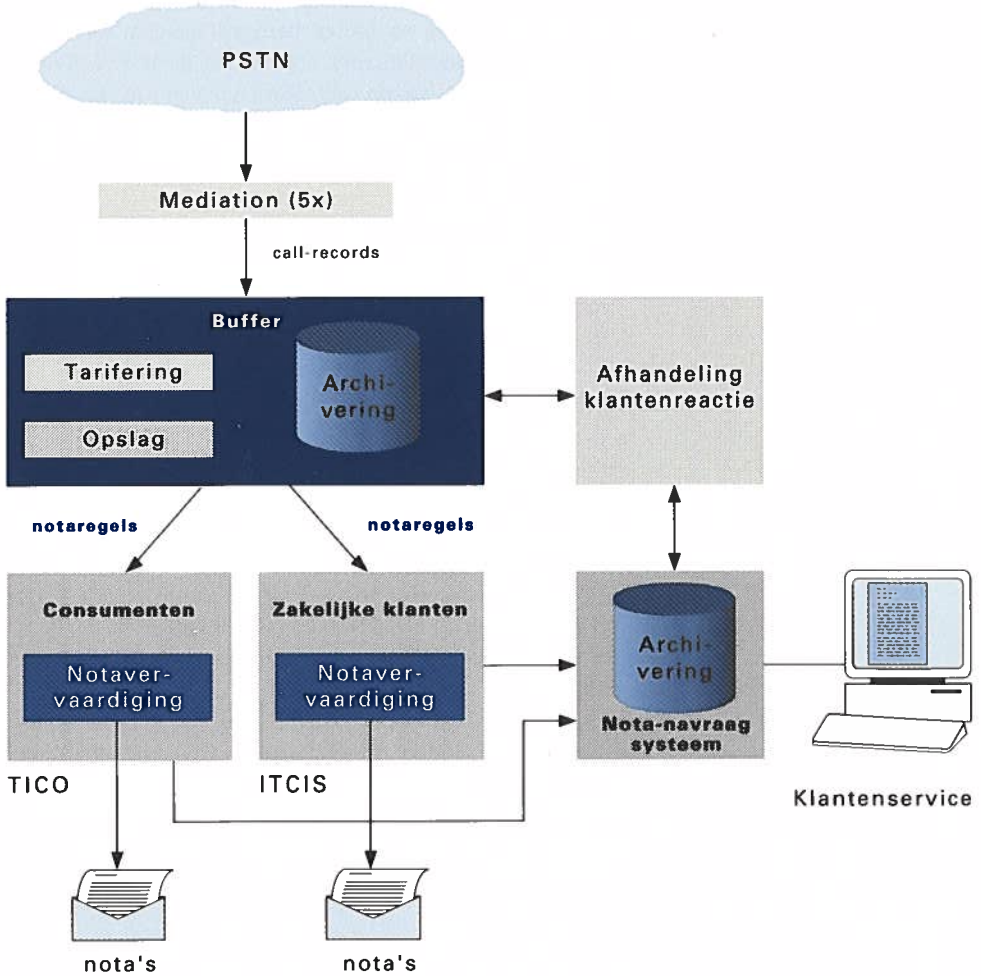 PSTN
Mediation (5x)
call-records
Buffer
Tarifering
Opslag
Archi-
vering
Afhandeling
klantenreactie
notaregels
notaregels
Consumenten
Notaver-
vaardiging
TICO
Zakelijke klanten
Notaver-
vaardiging
ITCIS
Archi-
vering
Nota-navraag
systeem
Klantenservice
nota's
nota's